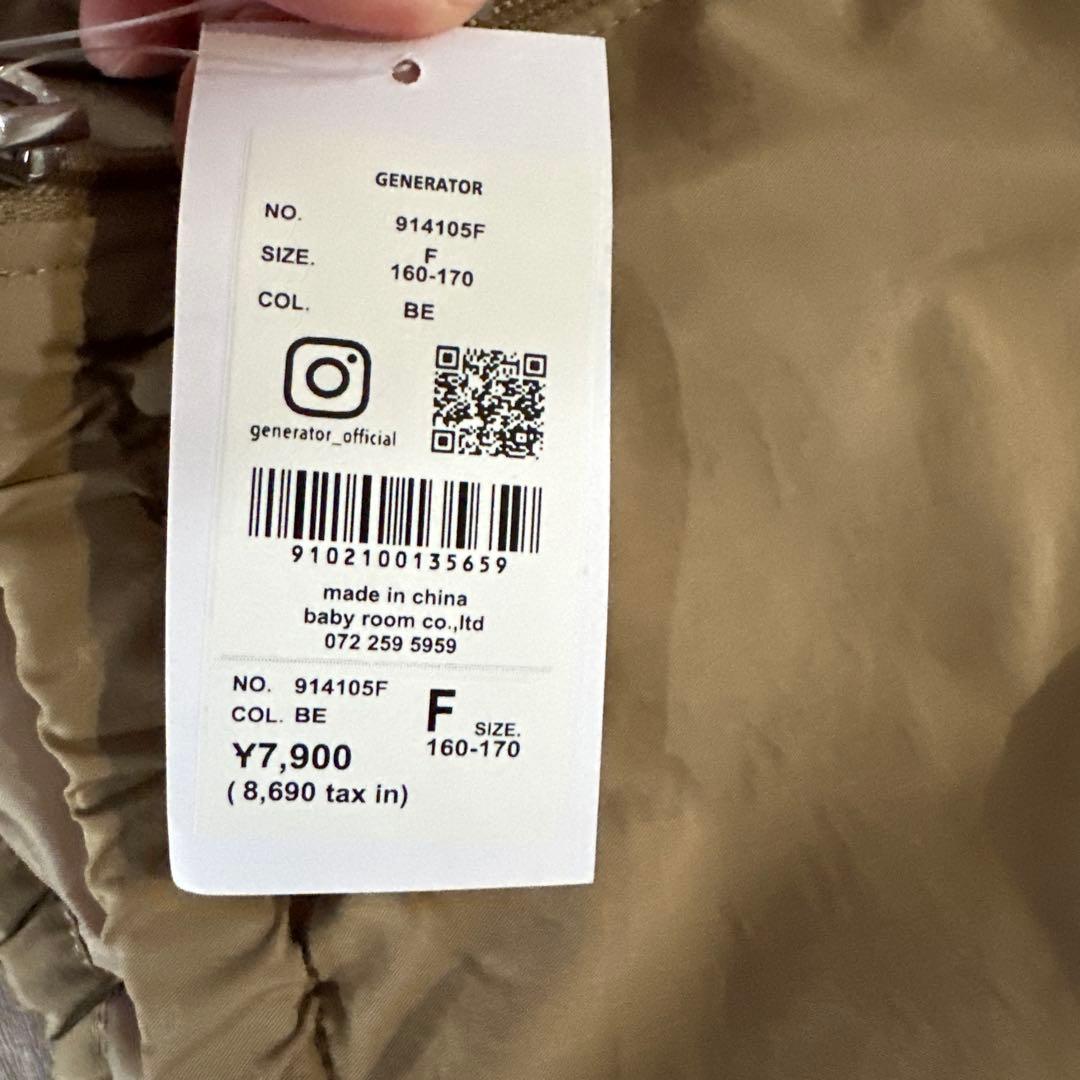 GENERATOR
NO. 914105F
SIZE. F
160-170
COL. BE
generator_official
9102100135659
made in china
baby room co.,ltd
072 259 5959
NO. 914105F
COL. BE
F SIZE.
160-170
¥7,900
( 8,690 tax in)